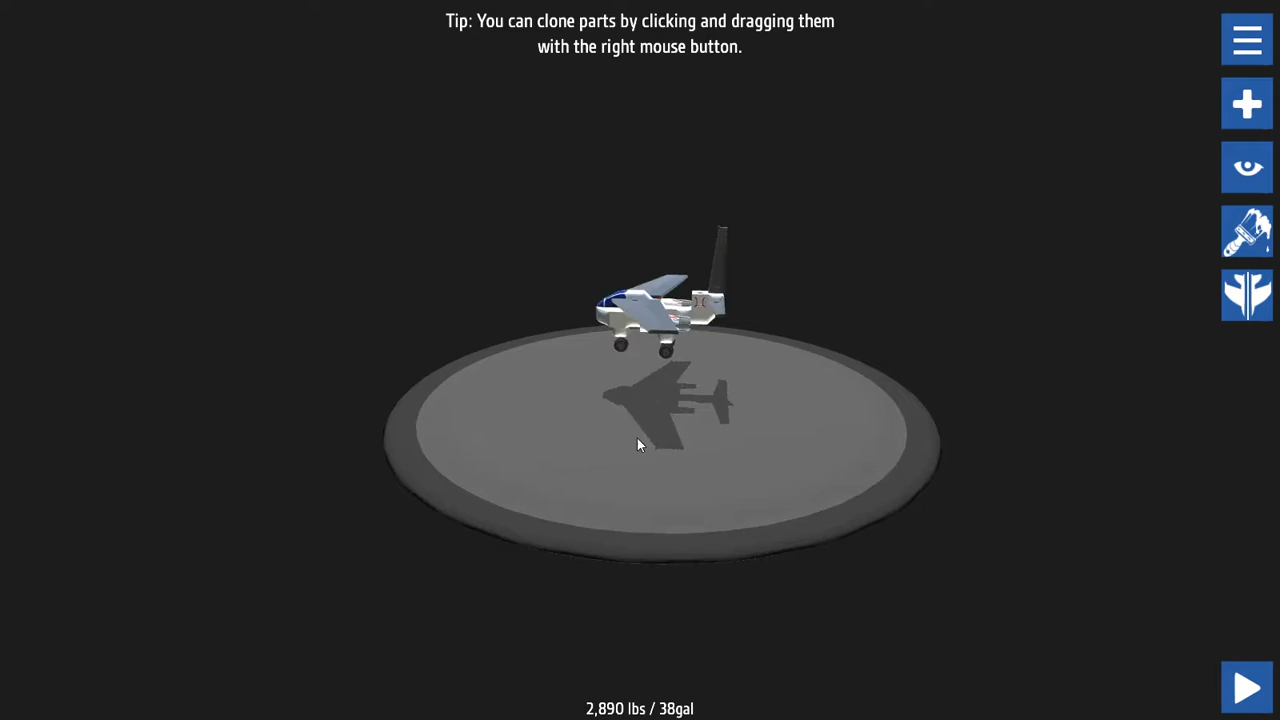 Tip: You can clone parts by clicking and dragging them
with the right mouse button.
2,890 lbs / 38gal